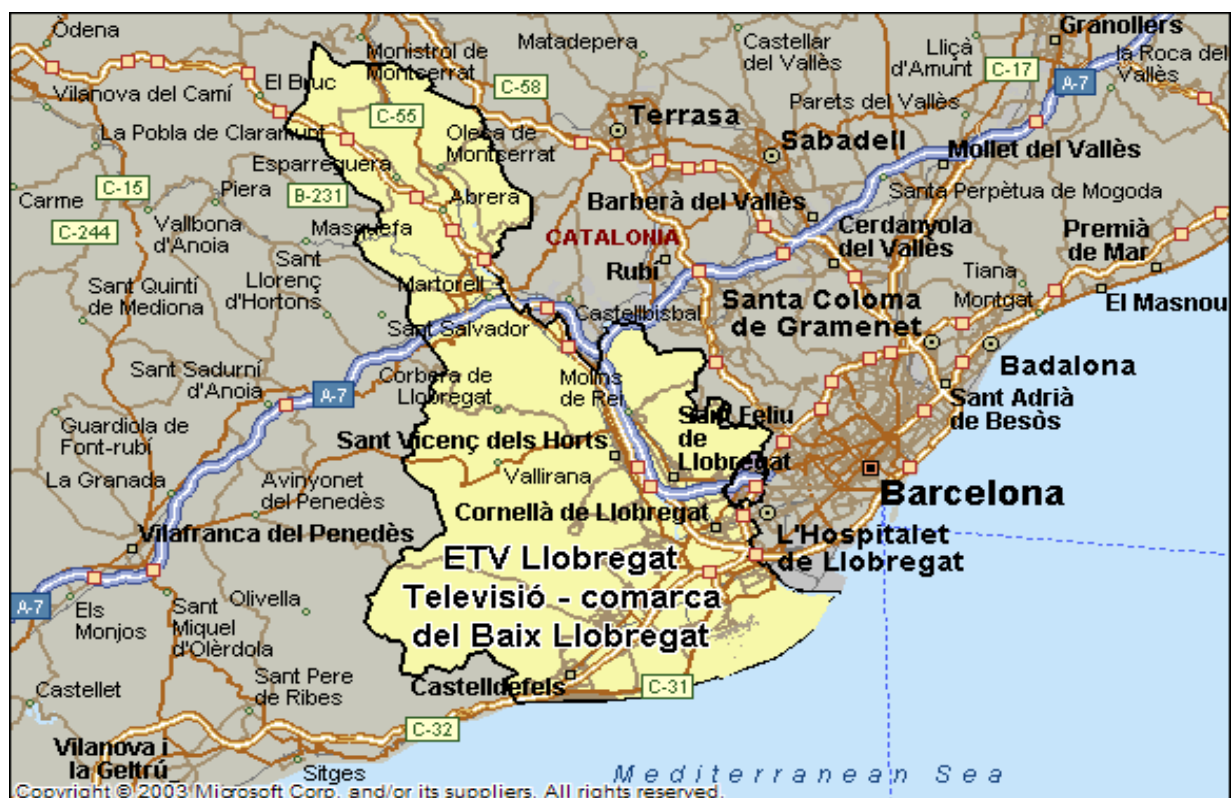 Òdena
Monistrol de
Montserrat
Matadepera
Castellar
del Vallès
Lliçà
d'Amunt
Granollers
C-17
la Roca del
Vallès
A-7
El Bruc
Vilanova del Camí
C-58
C-55
Terrasa
Parets del Vallès
La Pobla de Claramunt
Olesa de
Montserrat
Sabadell
Mollet del Vallès
Esparreguera
C-15
Piera
B-231
Abrera
Santa Perpètua de Mogoda
Carme
Barberà del Vallès
C-244
Vallbona
d'Anoia
Masquefa
CATALONIA
Cerdanyola
del Vallès
Premià
de Mar
Rubí
Sant
Llorenç
d'Hortons
Martorell
Tiana
Sant Quintí
de Mediona
Castellbisbal
Santa Coloma
de Gramenet
Montgat
El Masnou
Sant Salvador
Sant Sadurní
d'Anoia
A-7
Corbera de
Llobregat
Molins
de Rei
Badalona
Sant Adrià
de Besòs
Guardiola de
Font-rubí
Sant Feliu
de
Llobregat
Sant Vicenç dels Horts
La Granada
Avinyonet
del Penedès
Vallirana
Barcelona
Vilafranca del Penedès
Cornellà de Llobregat
L'Hospitalet
de Llobregat
ETV Llobregat
Televisió - comarca
del Baix Llobregat
A-7
Els
Monjos
Sant
Miquel
d'Olèrdola
Olivella
Castellet
Sant Pere
de Ribes
Castelldefels
C-31
C-32
Vilanova i
la Geltrú
Sitges
Mediterranean Sea
Copyright © 2003 Microsoft Corp. and/or its suppliers. All rights reserved.